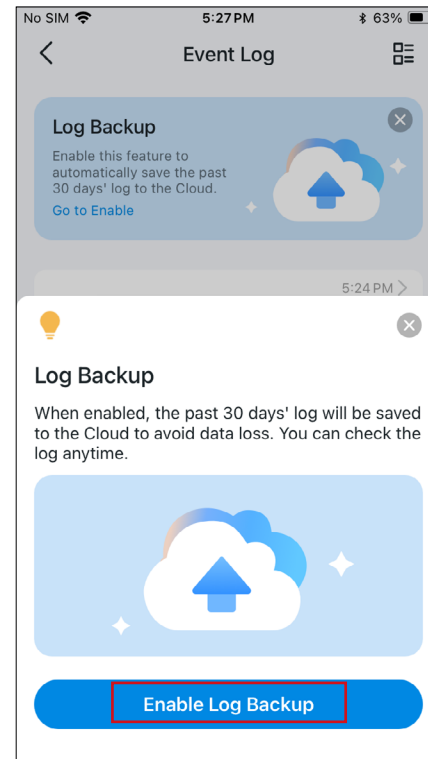 No SIM 5:27 PM 63%
Event Log
Log Backup
Enable this feature to
automatically save the past
30 days' log to the Cloud.
Go to Enable
5:24 PM
Log Backup
When enabled, the past 30 days' log will be saved
to the Cloud to avoid data loss. You can check the
log anytime.
Enable Log Backup